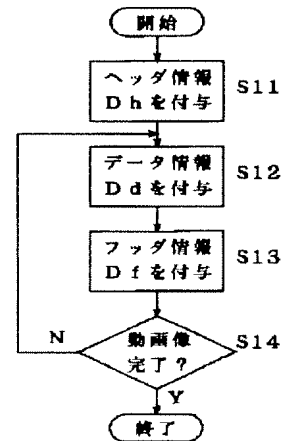 開始
ヘッダ情報
Dhを付与
S11
データ情報
Ddを付与
S12
フッダ情報
Dfを付与
S13
動画像
完了?
S14
N
Y
終了